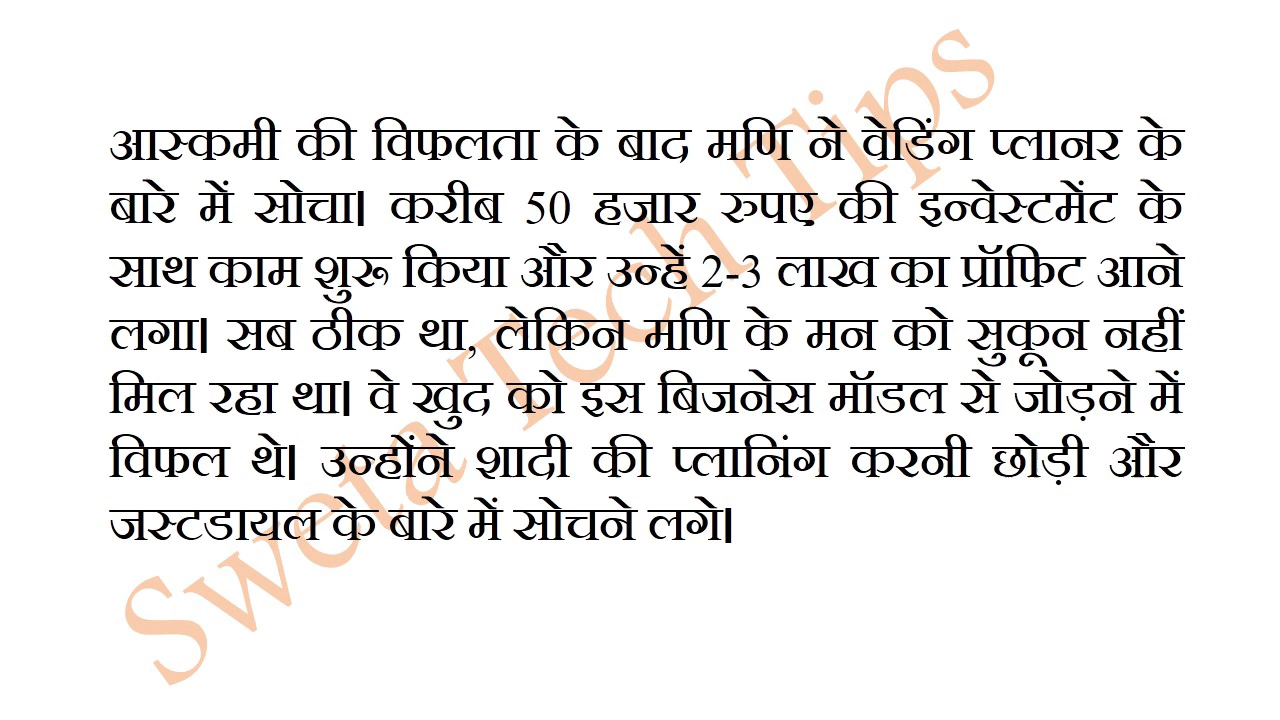 आस्कमी की विफलता के बाद मणि ने वेडिंग प्लानर के
बारे में सोचा। करीब 50 हजार रुपए की इन्वेस्टमेंट के
साथ काम शुरू किया और उन्हें 2-3 लाख का प्रॉफिट आने
लगा। सब ठीक था, लेकिन मणि के मन को सुकून नहीं
मिल रहा था। वे खुद को इस बिजनेस मॉडल से जोड़ने में
विफल थे। उन्होंने शादी की प्लानिंग करनी छोड़ी और
जस्टडायल के बारे में सोचने लगे।
Sweta Tech Tips